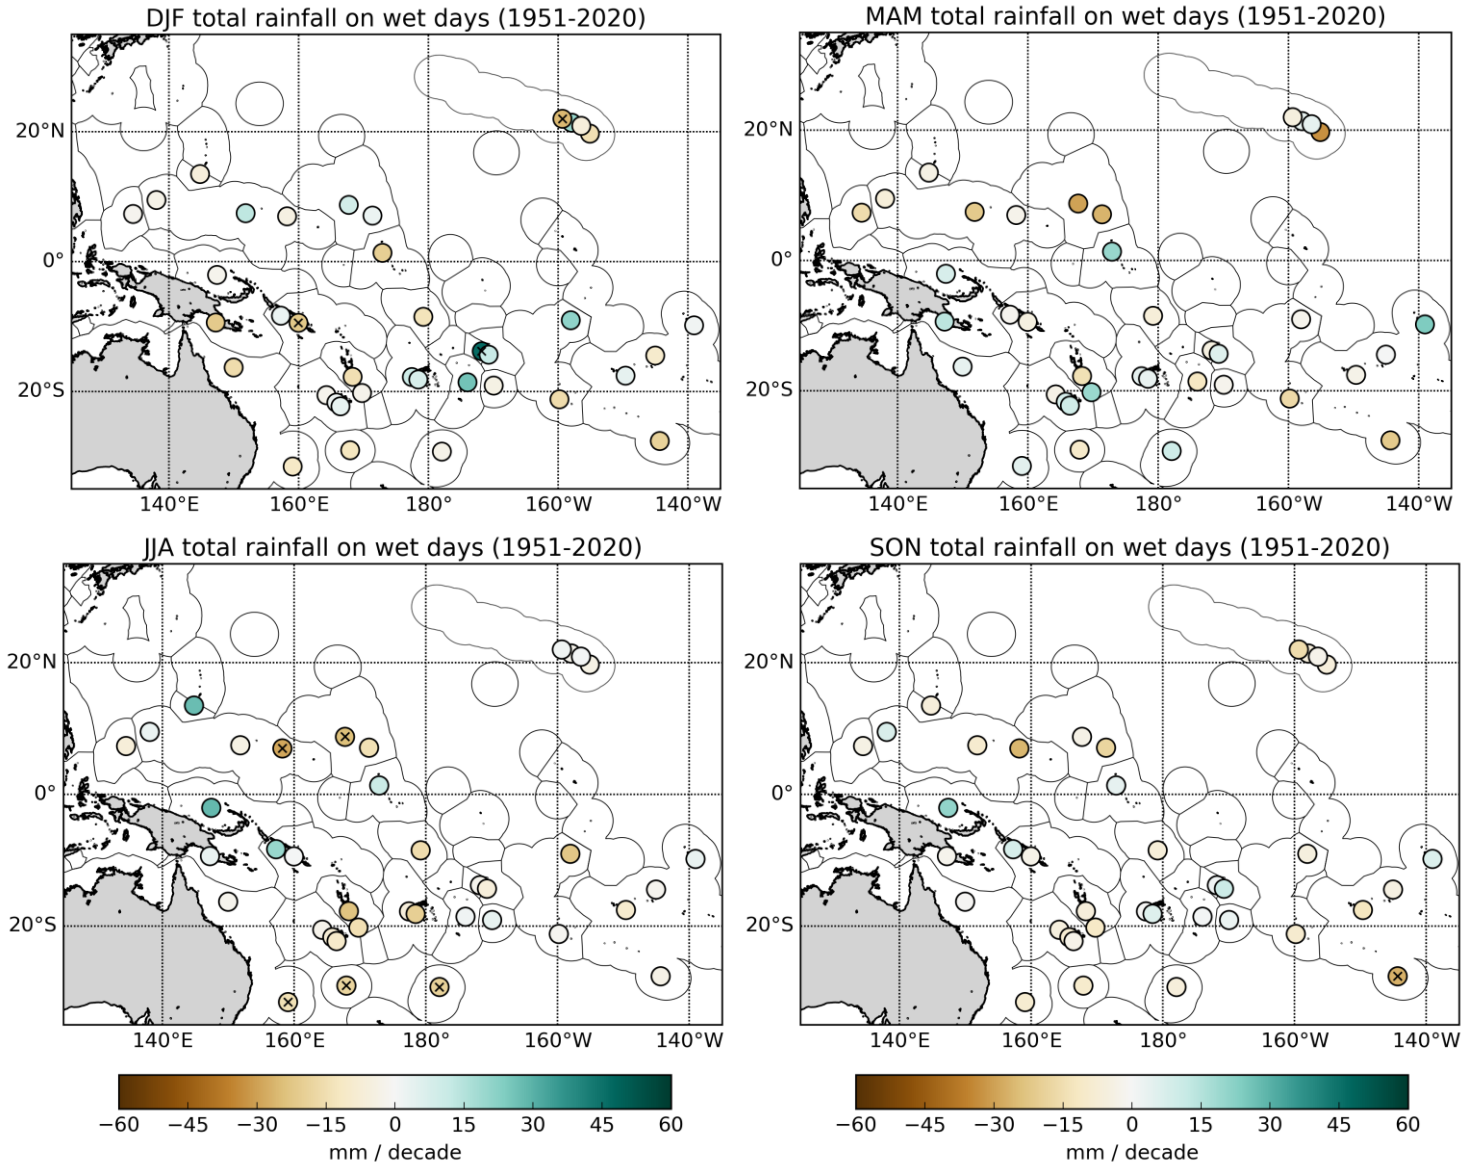 DJF total rainfall on wet days (1951-2020)
MAM total rainfall on wet days (1951-2020)
20°N
0°
20°S
140°E 160°E 180° 160°W 140°W
20°N
0°
20°S
140°E 160°E 180° 160°W 140°W
JJA total rainfall on wet days (1951-2020)
SON total rainfall on wet days (1951-2020)
20°N
0°
20°S
140°E 160°E 180° 160°W 140°W
20°N
0°
20°S
140°E 160°E 180° 160°W 140°W
−60 −45 −30 −15 0 15 30 45 60
mm / decade
−60 −45 −30 −15 0 15 30 45 60
mm / decade